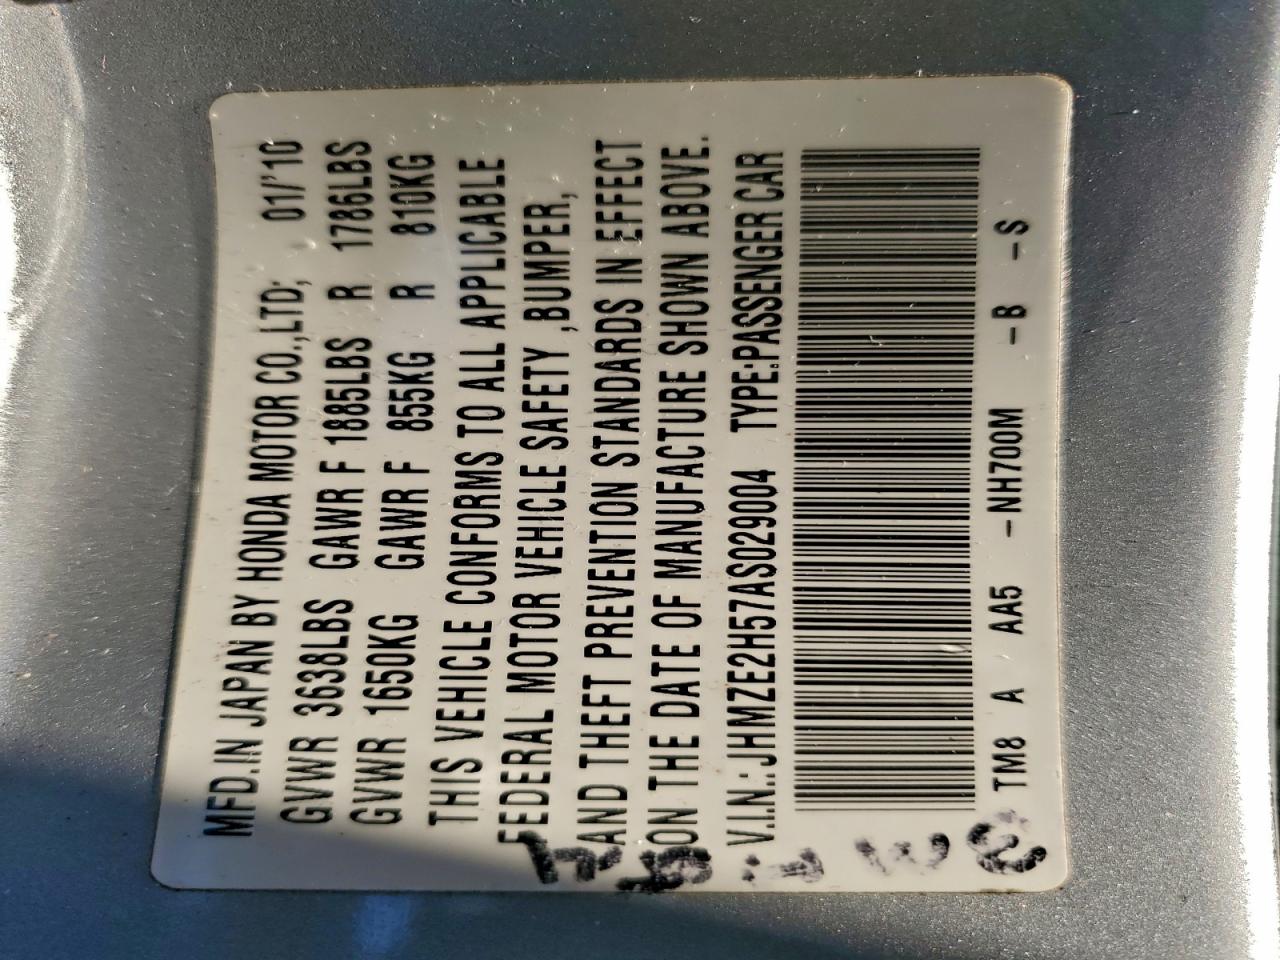 MFD.IN JAPAN BY HONDA MOTOR CO.,LTD; 01/'10
GVWR 3638LBS GAWR F 1885LBS R 1786LBS
GVWR 1650KG GAWR F 855KG R 810KG
THIS VEHICLE CONFORMS TO ALL APPLICABLE
FEDERAL MOTOR VEHICLE SAFETY ,BUMPER,
AND THEFT PREVENTION STANDARDS IN EFFECT
ON THE DATE OF MANUFACTURE SHOWN ABOVE.
V.I.N.:JHMZE2H57AS029004 TYPE:PASSENGER CAR
TM8 A AA5 -NH700M -B -S